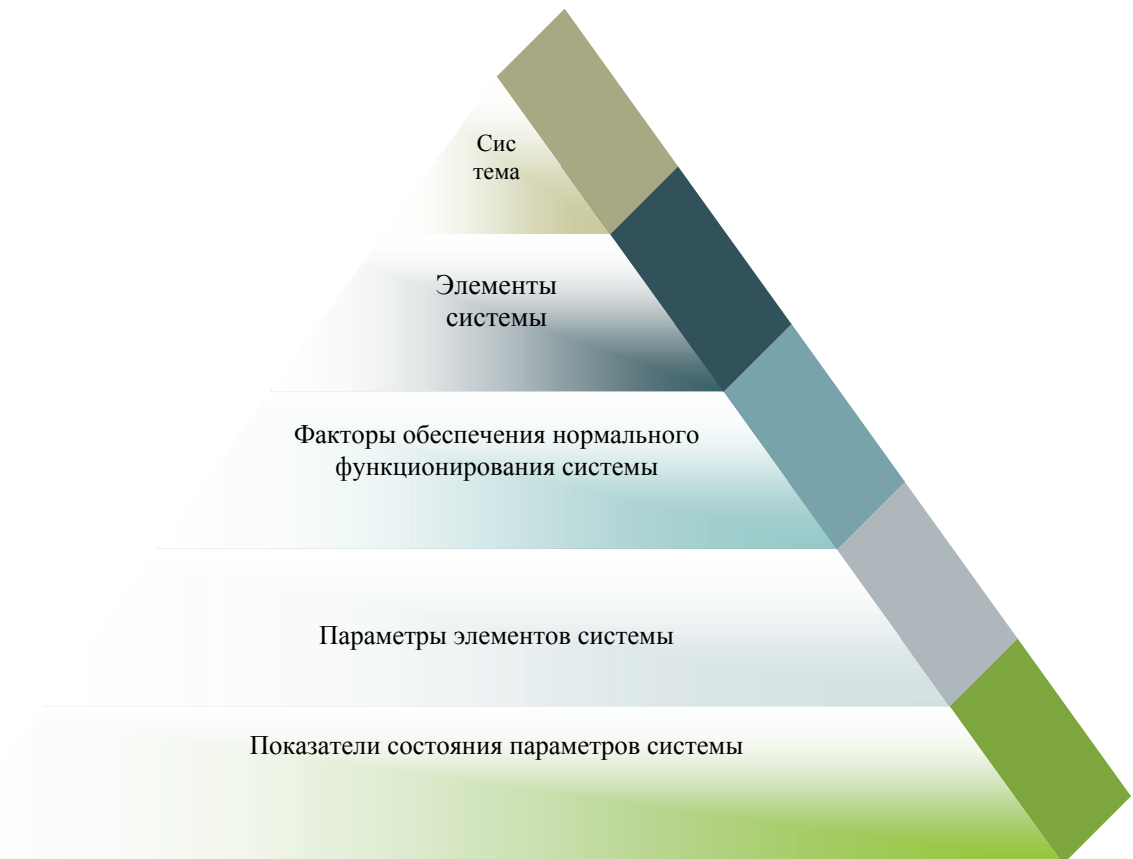 Сис
тема
Элементы
системы
Факторы обеспечения нормального
функционирования системы
Параметры элементов системы
Показатели состояния параметров системы